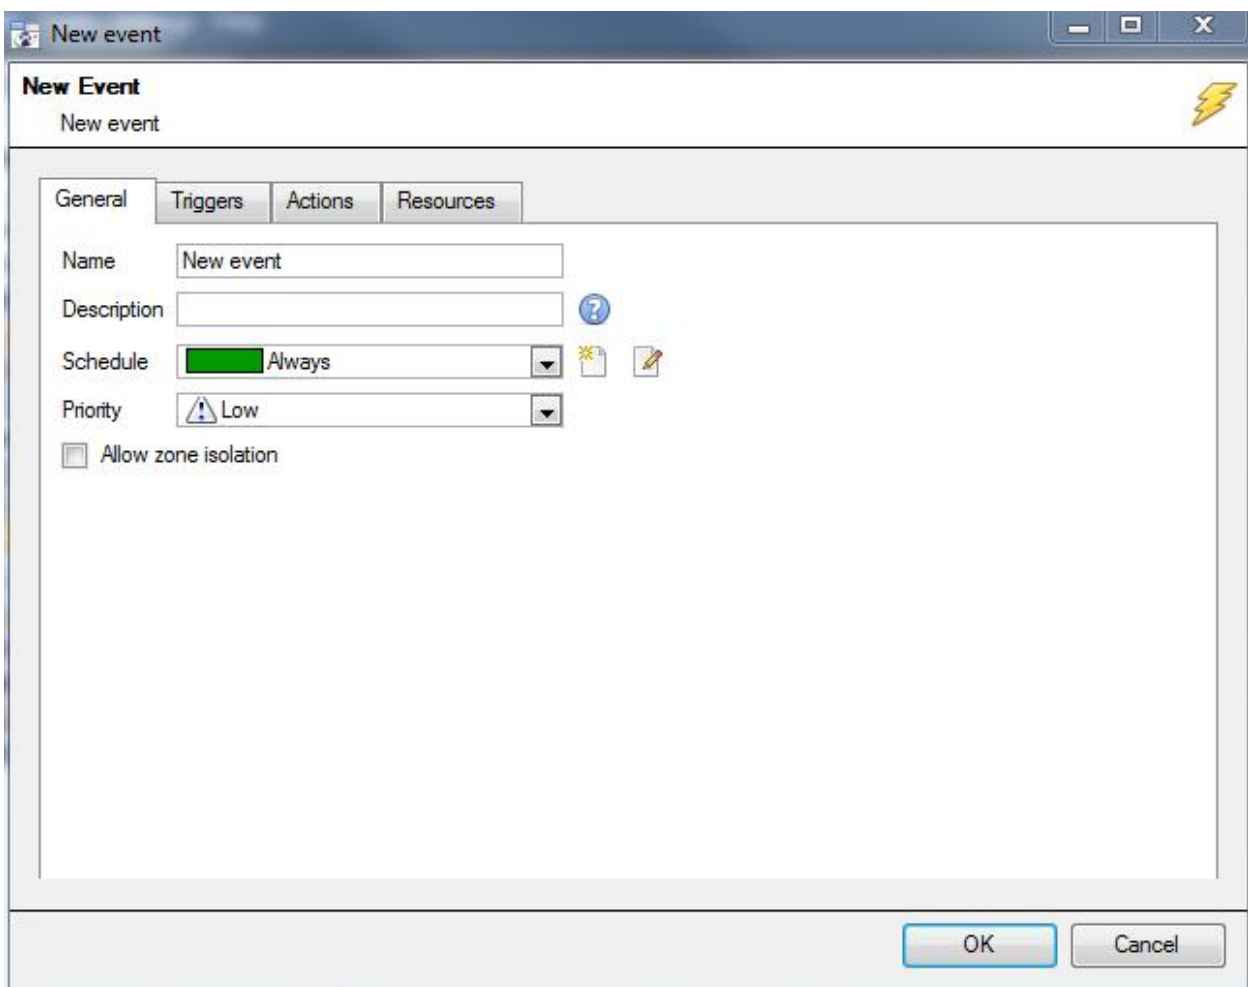 New event
New Event
New event
General Triggers Actions Resources
Name New event
Description
Schedule Always
Priority Low
Allow zone isolation
OK Cancel